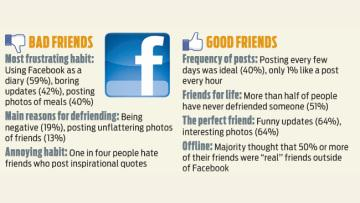 BAD FRIENDS
Most frustrating habit:
Using Facebook as a
diary (59%), boring
updates (42%), posting
photos of meals (40%)
Main reasons for defriending: Being
negative (19%), posting unflattering photos
of friends (13%)
Annoying habit: One in four people hate
friends who post inspirational quotes
f
GOOD FRIENDS
Frequency of posts: Posting every few
days was ideal (40%), only 1% like a post
every hour
Friends for life: More than half of people
have never defriended someone (51%)
The perfect friend: Funny updates (64%),
interesting photos (64%)
Offline: Majority thought that 50% or more
of their friends were “real” friends outside
of Facebook